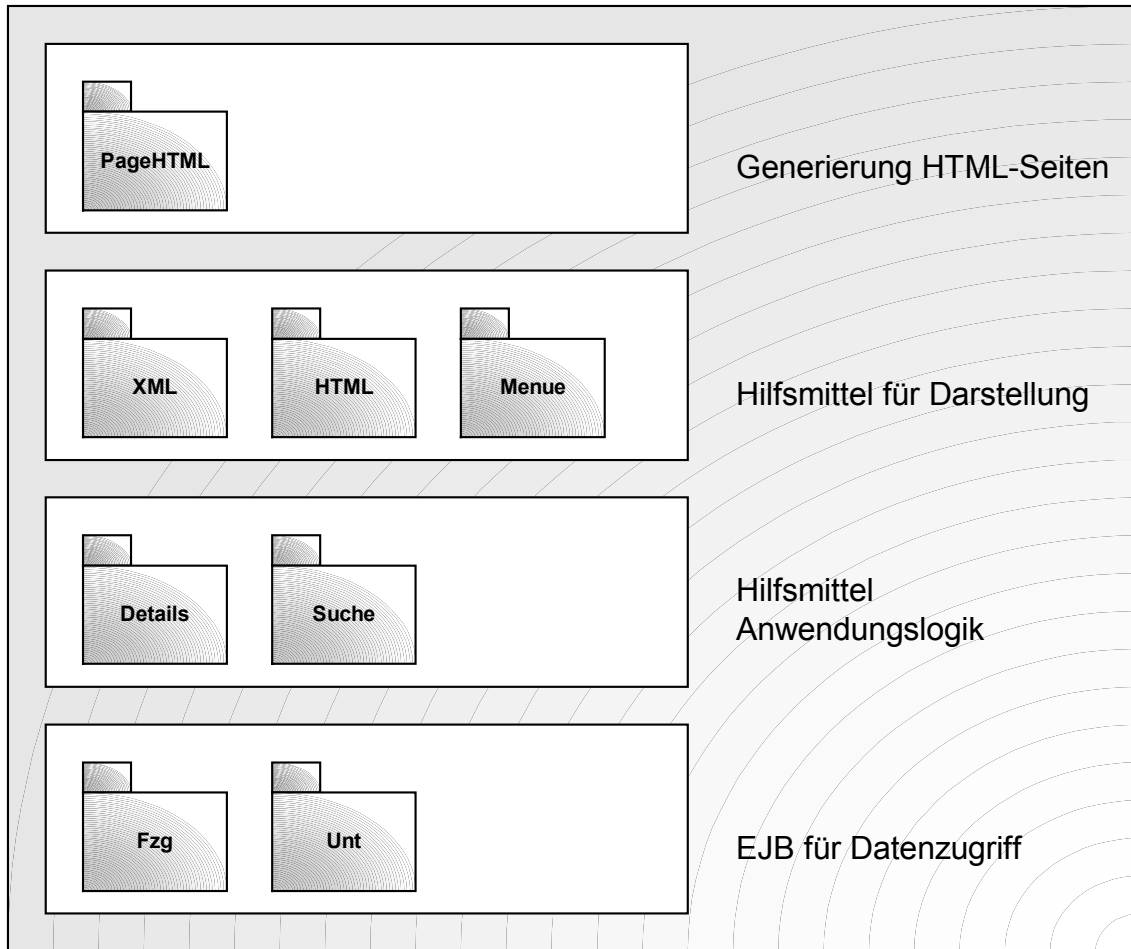 PageHTML
Generierung HTML-Seiten
XML
HTML
Menue
Hilfsmittel für Darstellung
Details
Suche
Hilfsmittel
Anwendungslogik
Fzg
Unt
EJB für Datenzugriff